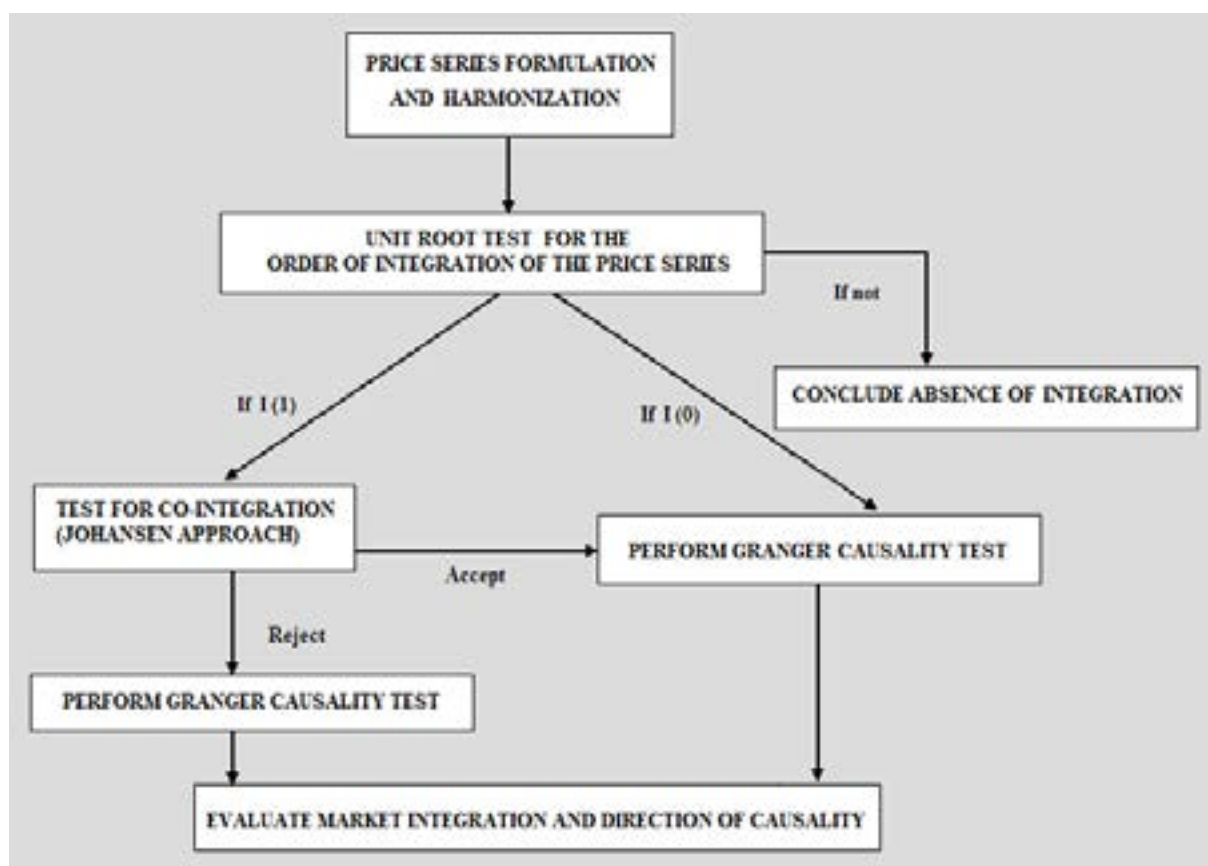 PRICE SERIES FORMULATION
AND HARMONIZATION
UNIT ROOT TEST FOR THE
ORDER OF INTEGRATION OF THE PRICE SERIES
If not
CONCLUDE ABSENCE OF INTEGRATION
If I (1)
If I (0)
TEST FOR CO-INTEGRATION
(JOHANSEN APPROACH)
PERFORM GRANGER CAUSALITY TEST
Accept
Reject
PERFORM GRANGER CAUSALITY TEST
EVALUATE MARKET INTEGRATION AND DIRECTION OF CAUSALITY